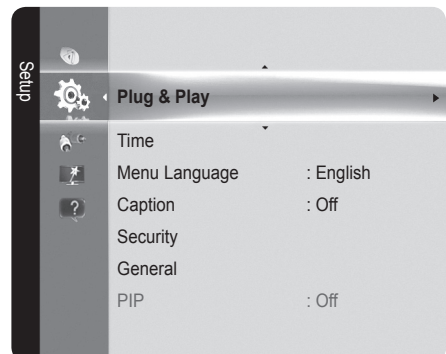 Setup
Plug & Play
Time
Menu Language : English
Caption : Off
Security
General
PIP : Off